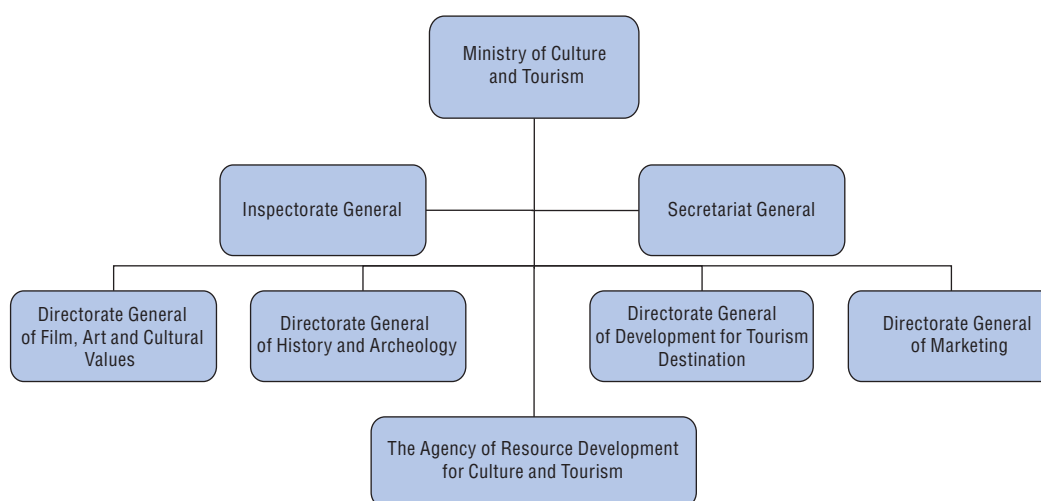 Ministry of Culture
and Tourism
Inspectorate General
Secretariat General
Directorate General
of Film, Art and Cultural
Values
Directorate General
of History and Archeology
Directorate General
of Development for Tourism
Destination
Directorate General
of Marketing
The Agency of Resource Development
for Culture and Tourism